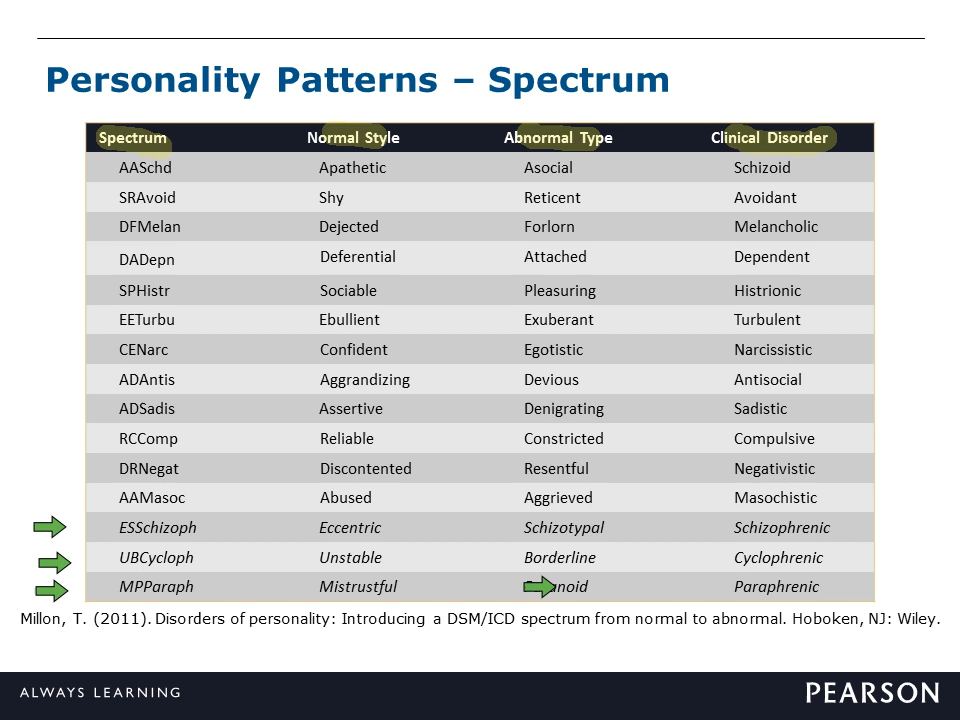 Personality Patterns – Spectrum
Spectrum Normal Style Abnormal Type Clinical Disorder
AASchd Apathetic Asocial Schizoid
SRAvoid Shy Reticent Avoidant
DFMelan Dejected Forlorn Melancholic
DADepn Deferential Attached Dependent
SPHistr Sociable Pleasuring Histrionic
EETurbu Ebullient Exuberant Turbulent
CENarc Confident Egotistic Narcissistic
ADAntis Aggrandizing Devious Antisocial
ADSadis Assertive Denigrating Sadistic
RCComp Reliable Constricted Compulsive
DRNegat Discontented Resentful Negativistic
AAMasoc Abused Aggrieved Masochistic
ESSchizoph Eccentric Schizotypal Schizophrenic
UBCycloph Unstable Borderline Cyclophrenic
MPParaph Mistrustful Paraphrenic
Millon, T. (2011). Disorders of personality: Introducing a DSM/ICD spectrum from normal to abnormal. Hoboken, NJ: Wiley.
ALWAYS LEARNING PEARSON